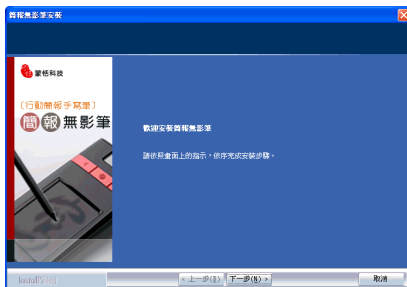 簡報無影筆安裝
蒙恬科技
〔行動簡報手寫筆〕
簡報無影筆
歡迎安裝簡報無影筆
請依照畫面上的指示，依序完成安裝步驟。
InstallShield
< 上一步(B)
下一步(N) >
取消